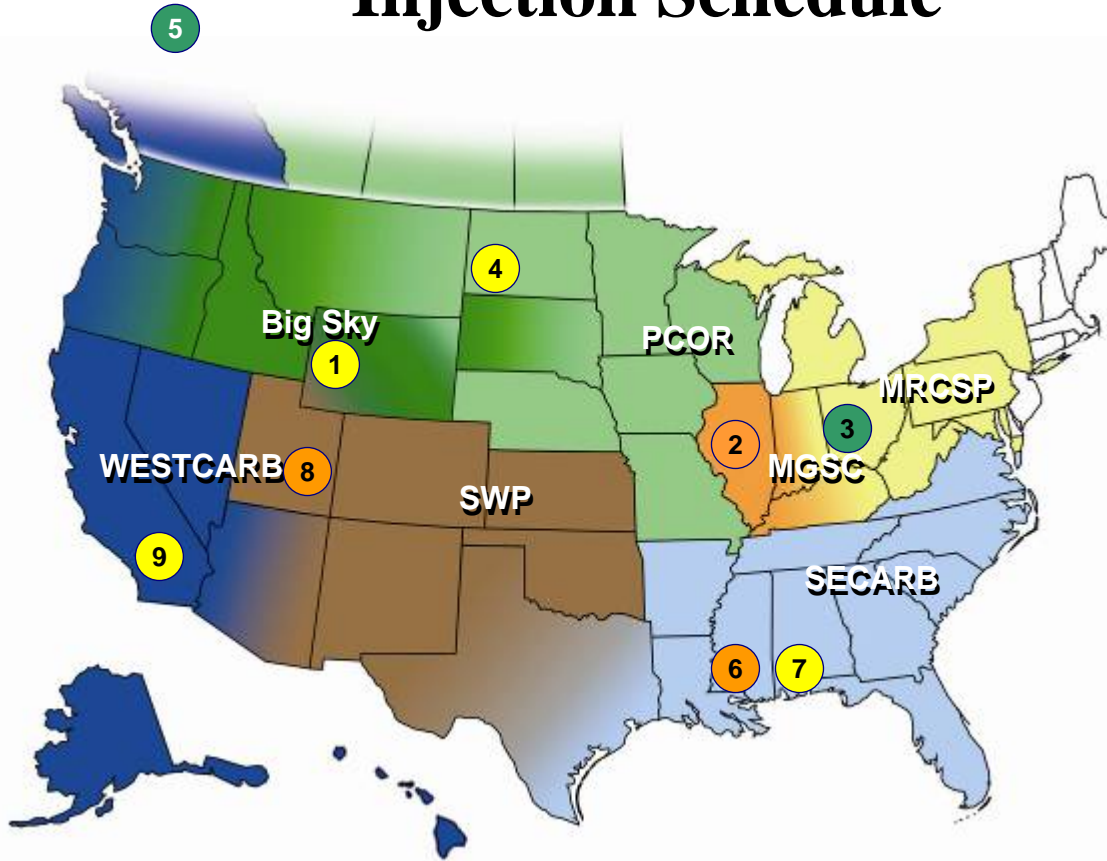 Injection Schedule
5
4
Big Sky
PCOR
1
MRCSP
3
2
WESTCARB
8
MGSC
SWP
9
SECARB
6
7